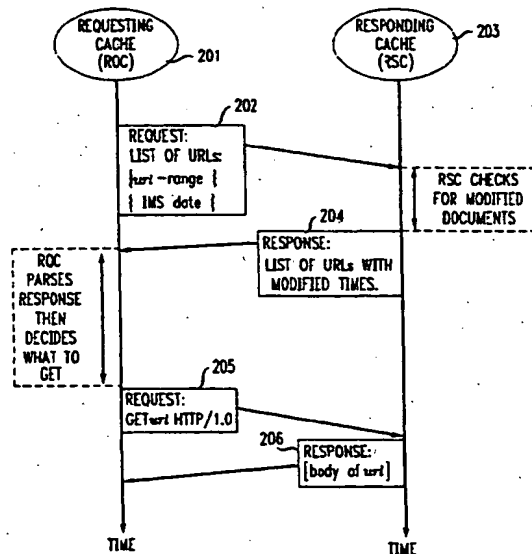 REQUESTING
CACHE
(ROC)
201
RESPONDING
CACHE
(RSC)
203
202
REQUEST:
LIST OF URLs:
{url-range {
{ IMS date {
RSC CHECKS
FOR MODIFIED
DOCUMENTS
204
RESPONSE:
LIST OF URLs WITH
MODIFIED TIMES.
ROC
PARSES
RESPONSE
THEN
DECIDES
WHAT TO
GET
205
REQUEST:
GET url HTTP/1.0
206
RESPONSE:
[body of url]
TIME
TIME